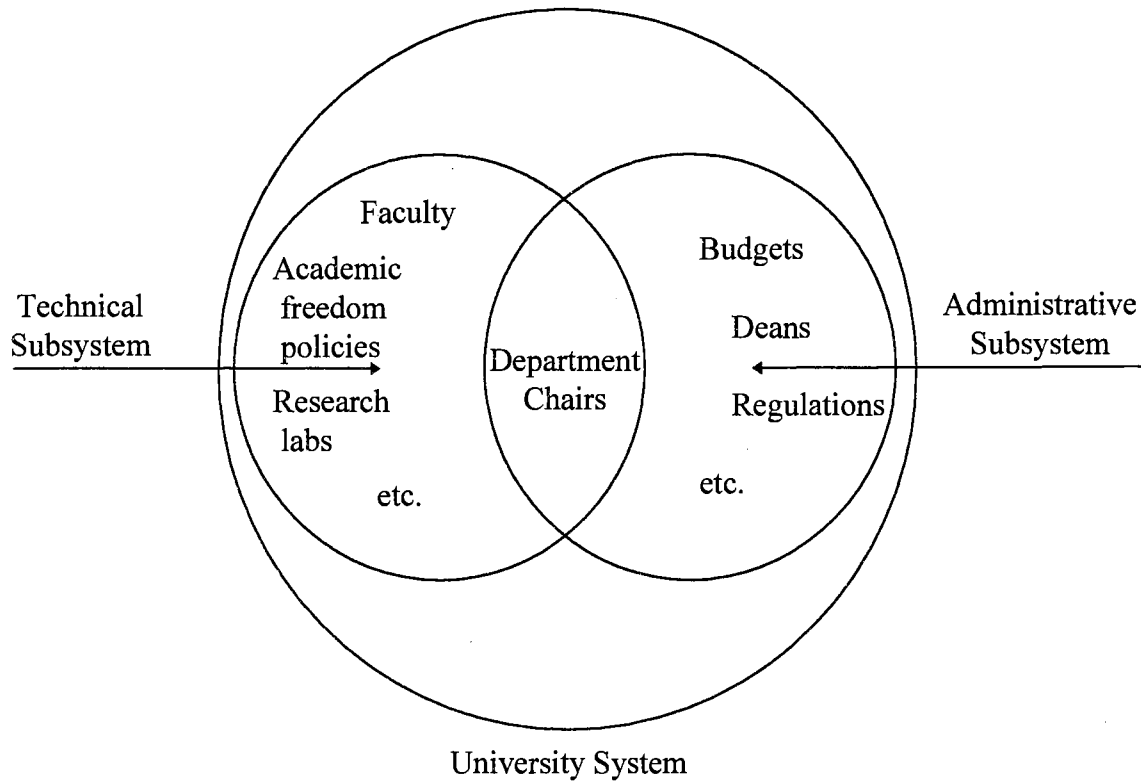 Technical
Subsystem
Faculty
Academic
freedom
policies
Research
labs
etc.
Department
Chairs
Budgets
Deans
Regulations
etc.
Administrative
Subsystem
University System